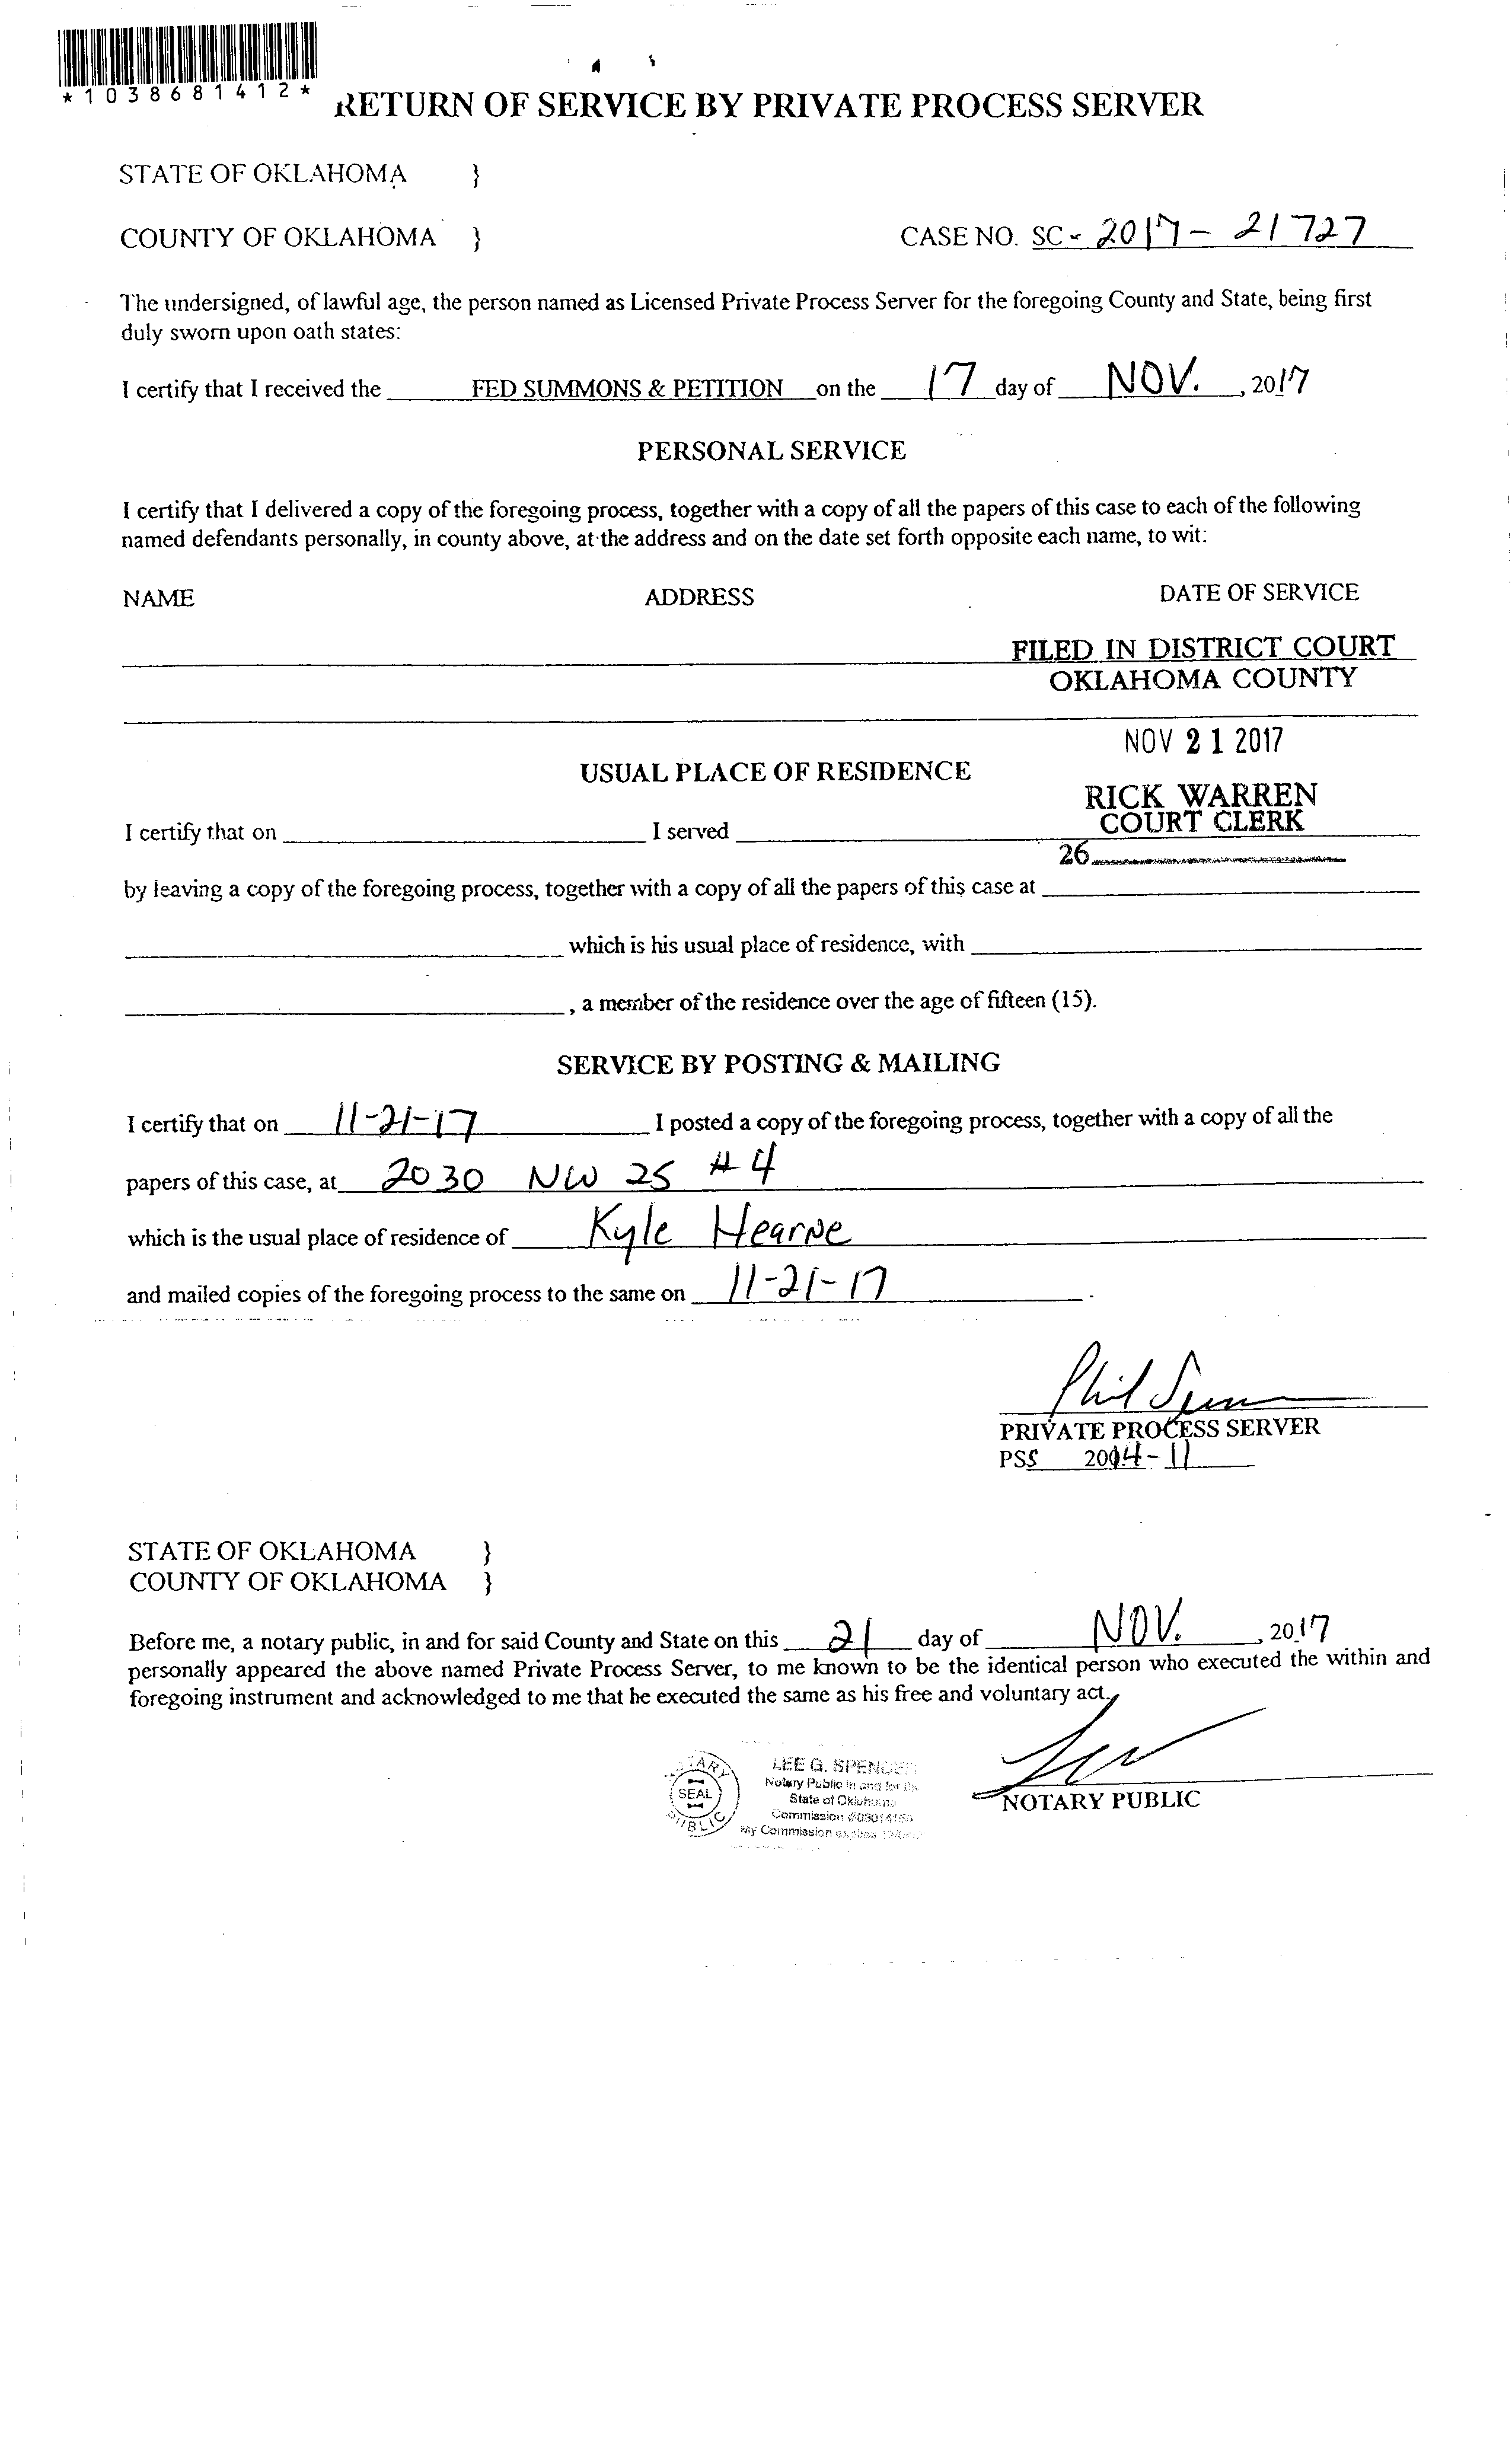 *1038681412*
RETURN OF SERVICE BY PRIVATE PROCESS SERVER
STATE OF OKLAHOMA }
COUNTY OF OKLAHOMA } CASE NO. SC - 2017 - 21727
The undersigned, of lawful age, the person named as Licensed Private Process Server for the foregoing County and State, being first
duly sworn upon oath states:
I certify that I received the FED SUMMONS & PETITION on the 17 day of NOV. , 2017
PERSONAL SERVICE
I certify that I delivered a copy of the foregoing process, together with a copy of all the papers of this case to each of the following
named defendants personally, in county above, at the address and on the date set forth opposite each name, to wit:
NAME ADDRESS DATE OF SERVICE
FILED IN DISTRICT COURT
OKLAHOMA COUNTY
NOV 21 2017
USUAL PLACE OF RESIDENCE
RICK WARREN
COURT CLERK
I certify that on I served
26
by leaving a copy of the foregoing process, together with a copy of all the papers of this case at
which is his usual place of residence, with
, a member of the residence over the age of fifteen (15).
SERVICE BY POSTING & MAILING
I certify that on 11-21-17 I posted a copy of the foregoing process, together with a copy of all the
papers of this case, at 2030 NW 25 #4
which is the usual place of residence of Kyle Hearne
and mailed copies of the foregoing process to the same on 11-21-17 .
Phil
PRIVATE PROCESS SERVER
PSS 2014-11
STATE OF OKLAHOMA }
COUNTY OF OKLAHOMA }
Before me, a notary public, in and for said County and State on this 21 day of NOV. , 2017
personally appeared the above named Private Process Server, to me known to be the identical person who executed the within and
foregoing instrument and acknowledged to me that he executed the same as his free and voluntary act.
NOTARY PUBLIC SEAL
LEE G. SPENCER
Notary Public in and for the
State of Oklahoma
Commission
My Commission expires
NOTARY PUBLIC